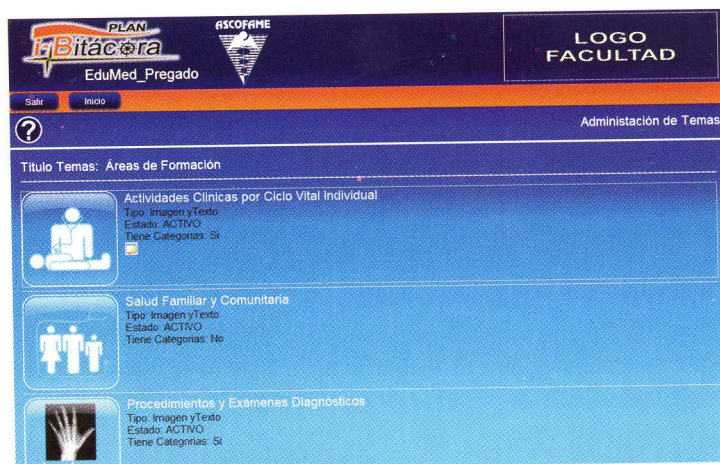 PLAN
i-Bitácora
EduMed_Pregado
ASCOFAME
LOGO
FACULTAD
Salir
Inicio
?
Administación de Temas
Titulo Temas: Áreas de Formación
Actividades Clinicas por Ciclo Vital Individual
Tipo: Imagen yTexto
Estado: ACTIVO
Tiene Categorias: Si
Salud Familiar y Comunitaria
Tipo: Imagen yTexto
Estado: ACTIVO
Tiene Categorias: No
Procedimientos y Exámenes Diagnósticos
Tipo: Imagen yTexto
Estado: ACTIVO
Tiene Categorias: Si